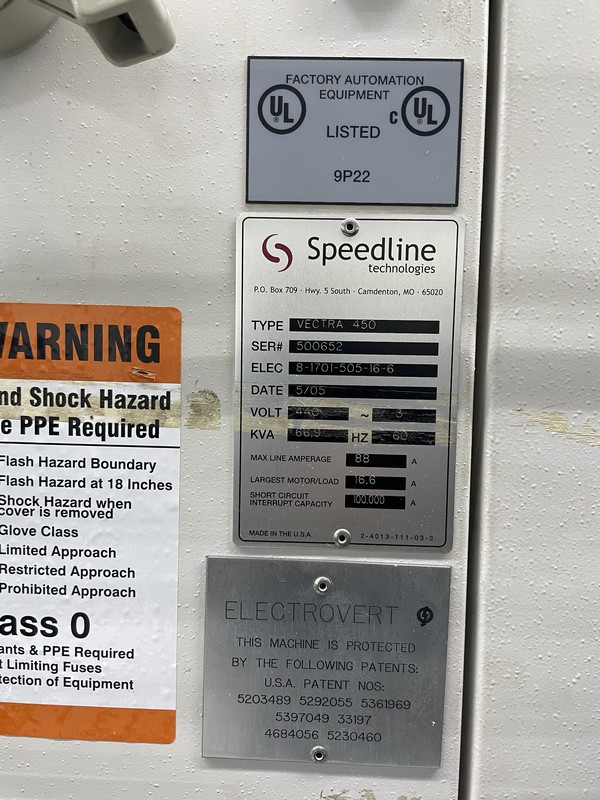 FACTORY AUTOMATION
EQUIPMENT
UL ® C UL ®
LISTED
9P22
Speedline
technologies
P.O. Box 709 · Hwy. 5 South · Camdenton, MO · 65020
TYPE VECTRA 450
SER# 500652
ELEC 8-1701-505-16-6
DATE 5/05
VOLT 440 ~ 3
KVA 66.9 HZ 60
MAX LINE AMPERAGE 88 A
LARGEST MOTOR/LOAD 16.6 A
SHORT CIRCUIT
INTERRUPT CAPACITY 100,000 A
MADE IN THE U.S.A 2-4013-111-03-3
ELECTROVERT
THIS MACHINE IS PROTECTED
BY THE FOLLOWING PATENTS:
U.S.A. PATENT NOS:
5203489 5292055 5361969
5397049 33197
4684056 5230460
WARNING
nd Shock Hazard
e PPE Required
Flash Hazard Boundary
Flash Hazard at 18 Inches
Shock Hazard when
cover is removed
Glove Class
Limited Approach
Restricted Approach
Prohibited Approach
ass 0
ants & PPE Required
t Limiting Fuses
tection of Equipment